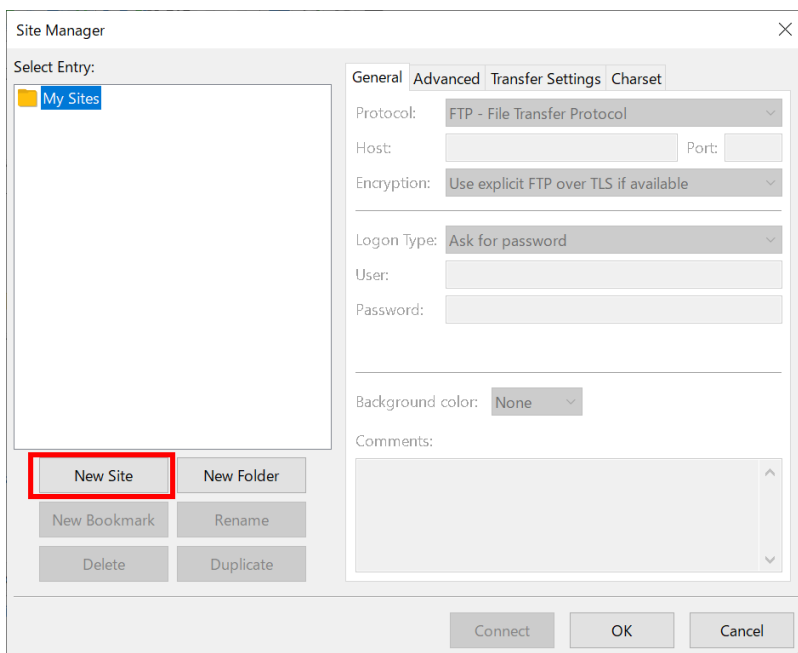 Site Manager
Select Entry:
My Sites
General Advanced Transfer Settings Charset
Protocol: FTP - File Transfer Protocol
Host: Port:
Encryption: Use explicit FTP over TLS if available
Logon Type: Ask for password
User:
Password:
Background color: None
Comments:
New Site New Folder
New Bookmark Rename
Delete Duplicate
Connect OK Cancel